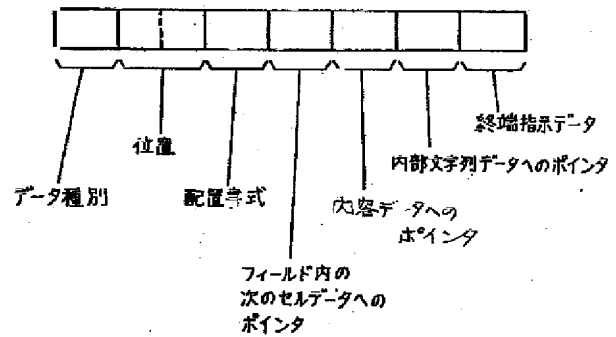 データ種別
位置
配置書式
フィールド内の
次のセルデータへの
ポインタ
内容データへの
ポインタ
内部文字列データへのポインタ
終端指示データ